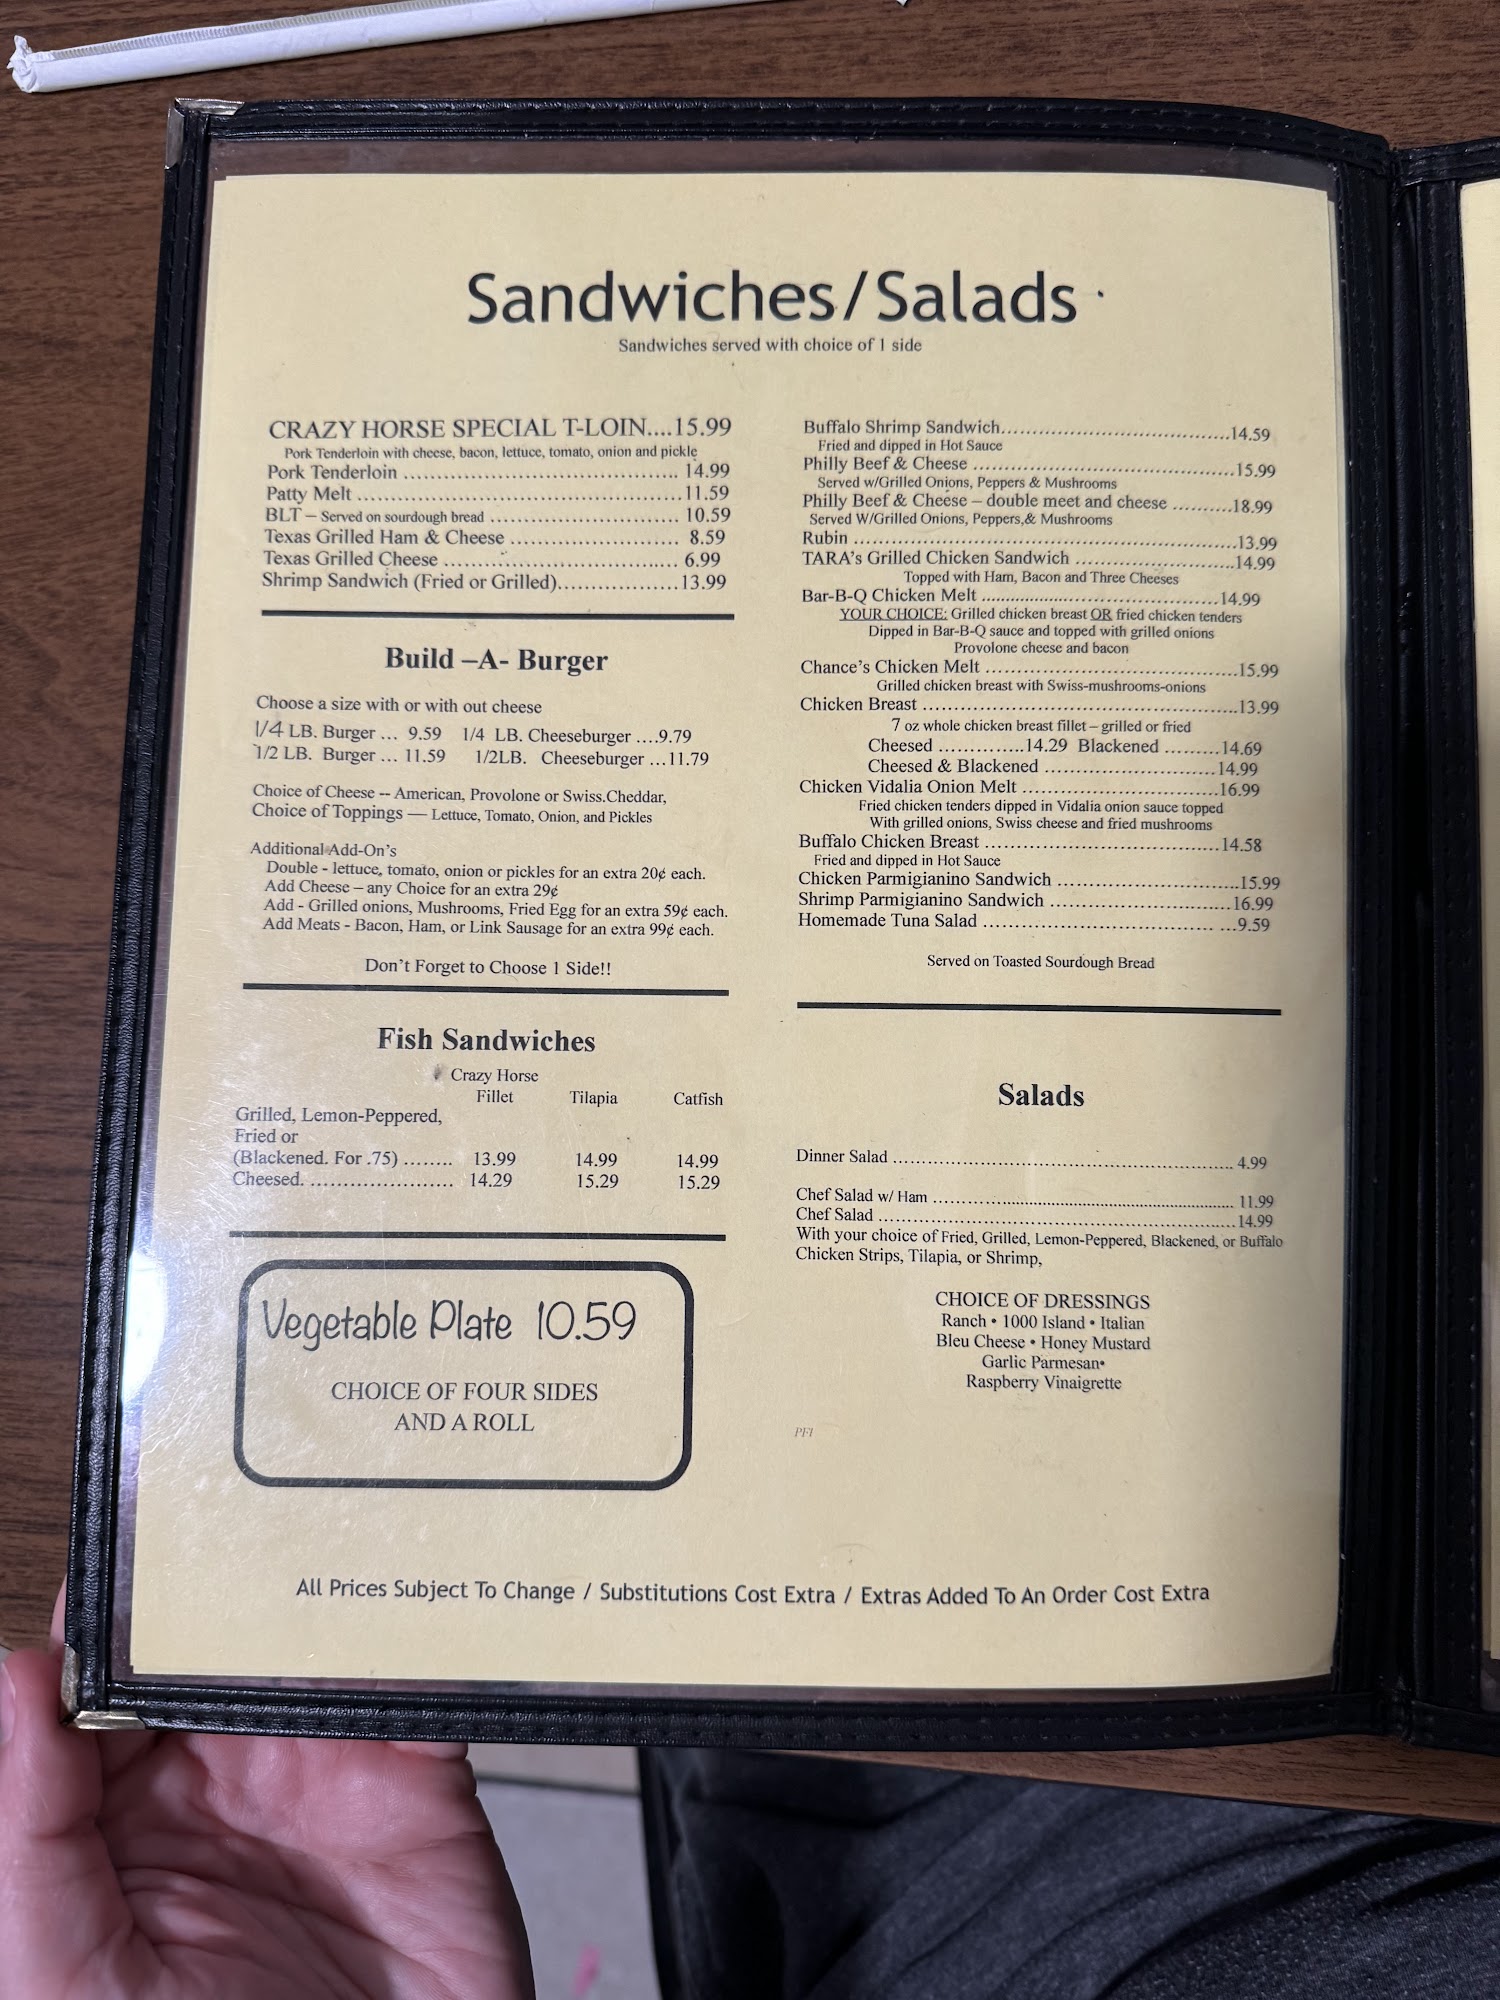 Sandwiches/Salads
Sandwiches served with choice of 1 side
CRAZY HORSE SPECIAL T-LOIN....15.99
Pork Tenderloin with cheese, bacon, lettuce, tomato, onion and pickle
Pork Tenderloin ........................................ 14.99
Patty Melt ................................................11.59
BLT – Served on sourdough bread ............................ 10.59
Texas Grilled Ham & Cheese ......................... 8.59
Texas Grilled Cheese ................................... 6.99
Shrimp Sandwich (Fried or Grilled)..................13.99
Build –A- Burger
Choose a size with or with out cheese
1/4 LB. Burger ... 9.59 1/4 LB. Cheeseburger ....9.79
1/2 LB. Burger ... 11.59 1/2LB. Cheeseburger ...11.79
Choice of Cheese -- American, Provolone or Swiss.Cheddar,
Choice of Toppings — Lettuce, Tomato, Onion, and Pickles
Additional Add-On's
Double - lettuce, tomato, onion or pickles for an extra 20¢ each.
Add Cheese – any Choice for an extra 29¢
Add - Grilled onions, Mushrooms, Fried Egg for an extra 59¢ each.
Add Meats - Bacon, Ham, or Link Sausage for an extra 99¢ each.
Don't Forget to Choose 1 Side!!
Fish Sandwiches
Crazy Horse
Fillet Tilapia Catfish
Grilled, Lemon-Peppered,
Fried or
(Blackened. For .75) ........ 13.99 14.99 14.99
Cheesed. ....................... 14.29 15.29 15.29
Vegetable Plate 10.59
CHOICE OF FOUR SIDES
AND A ROLL
Buffalo Shrimp Sandwich.......................................14.59
Fried and dipped in Hot Sauce
Philly Beef & Cheese ............................................15.99
Served w/Grilled Onions, Peppers & Mushrooms
Philly Beef & Cheese – double meet and cheese ..........18.99
Served W/Grilled Onions, Peppers,& Mushrooms
Rubin .................................................................13.99
TARA's Grilled Chicken Sandwich ...........................14.99
Topped with Ham, Bacon and Three Cheeses
Bar-B-Q Chicken Melt ..........................................14.99
YOUR CHOICE: Grilled chicken breast OR fried chicken tenders
Dipped in Bar-B-Q sauce and topped with grilled onions
Provolone cheese and bacon
Chance's Chicken Melt ..........................................15.99
Grilled chicken breast with Swiss-mushrooms-onions
Chicken Breast .....................................................13.99
7 oz whole chicken breast fillet – grilled or fried
Cheesed .............14.29 Blackened .........14.69
Cheesed & Blackened .............................14.99
Chicken Vidalia Onion Melt .................................16.99
Fried chicken tenders dipped in Vidalia onion sauce topped
With grilled onions, Swiss cheese and fried mushrooms
Buffalo Chicken Breast .........................................14.58
Fried and dipped in Hot Sauce
Chicken Parmigianino Sandwich ..............................15.99
Shrimp Parmigianino Sandwich ...............................16.99
Homemade Tuna Salad .......................................... ...9.59
Served on Toasted Sourdough Bread
Salads
Dinner Salad .......................................................... 4.99
Chef Salad w/ Ham .................................................. 11.99
Chef Salad .............................................................14.99
With your choice of Fried, Grilled, Lemon-Peppered, Blackened, or Buffalo
Chicken Strips, Tilapia, or Shrimp,
CHOICE OF DRESSINGS
Ranch • 1000 Island • Italian
Bleu Cheese • Honey Mustard
Garlic Parmesan•
Raspberry Vinaigrette
PFI
All Prices Subject To Change / Substitutions Cost Extra / Extras Added To An Order Cost Extra